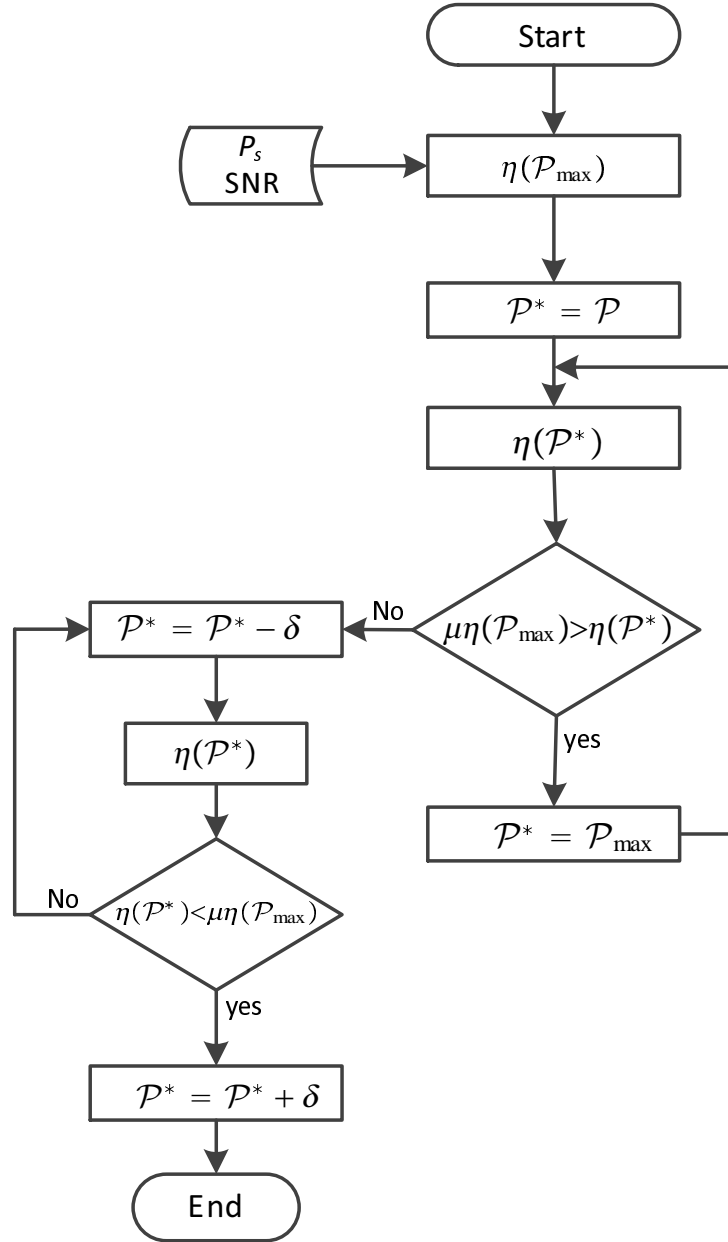 Start
P_s
SNR
η(𝒫_max)
𝒫* = 𝒫
η(𝒫*)
μη(𝒫_max)>η(𝒫*)
No
yes
𝒫* = 𝒫_max
𝒫* = 𝒫* − δ
η(𝒫*)
η(𝒫*)<μη(𝒫_max)
No
yes
𝒫* = 𝒫* + δ
End